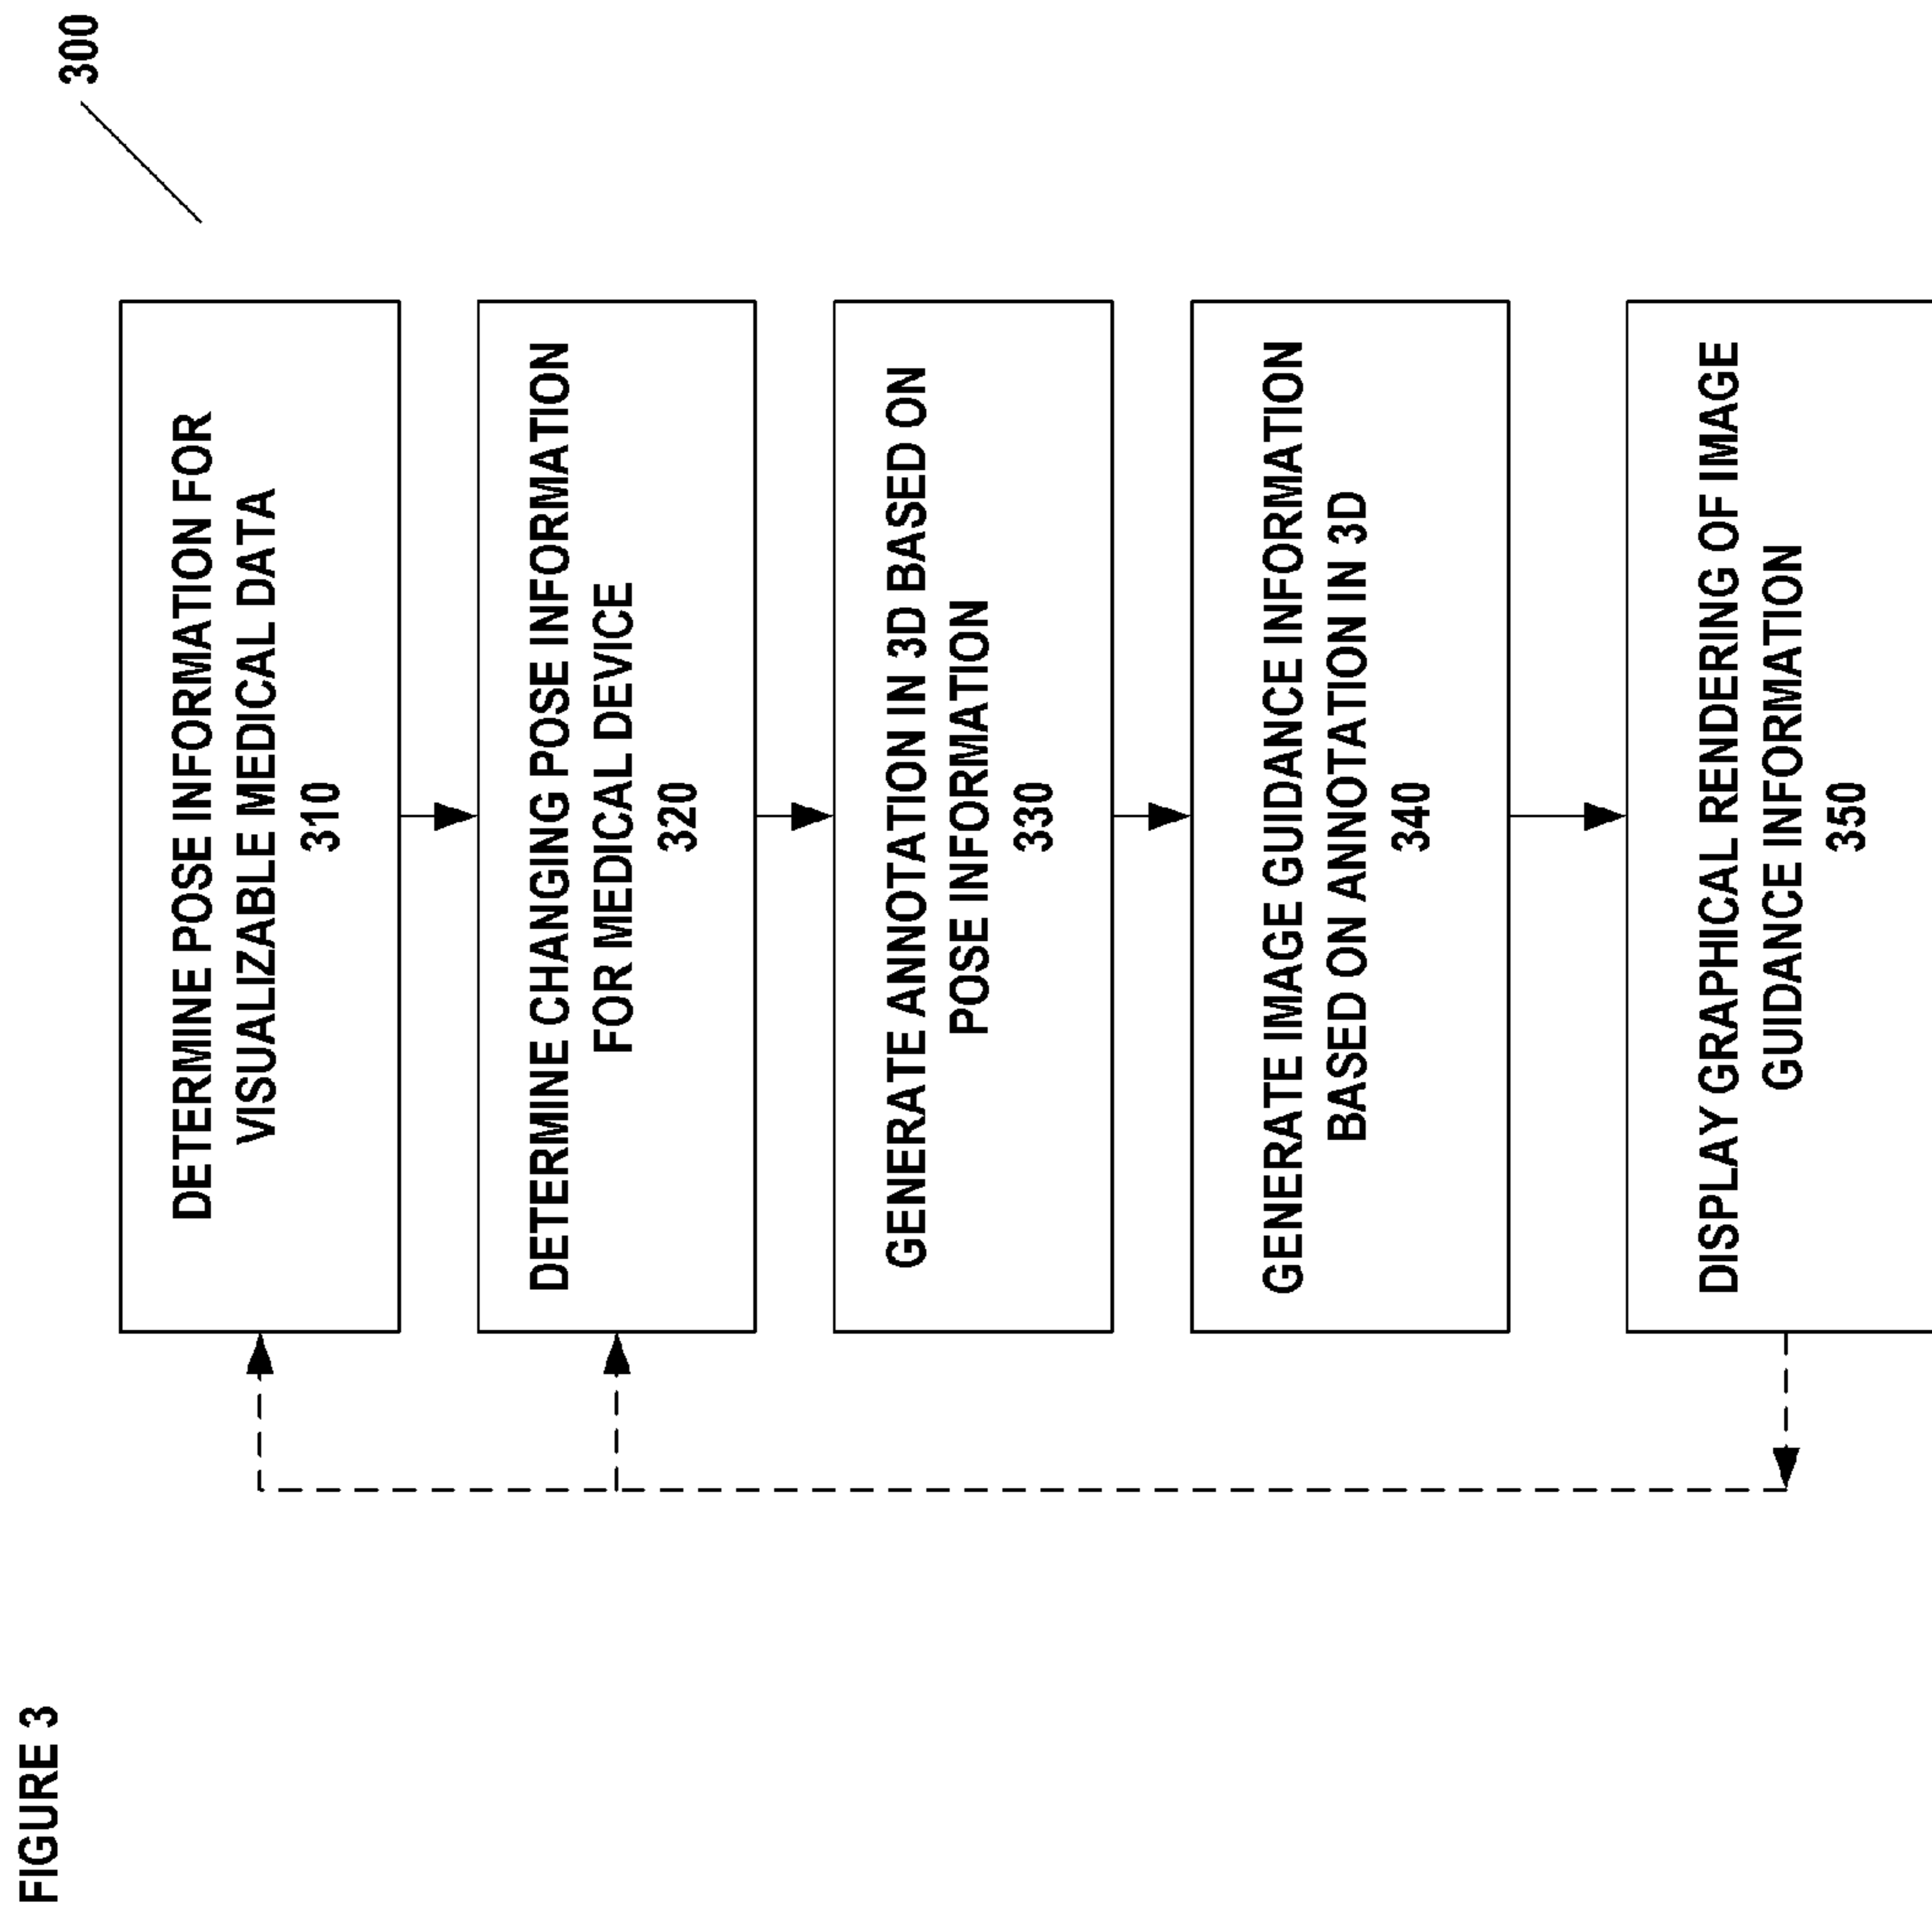 FIGURE 3
300
DETERMINE POSE INFORMATION FOR
VISUALIZABLE MEDICAL DATA
310
DETERMINE CHANGING POSE INFORMATION
FOR MEDICAL DEVICE
320
GENERATE ANNOTATION IN 3D BASED ON
POSE INFORMATION
330
GENERATE IMAGE GUIDANCE INFORMATION
BASED ON ANNOTATION IN 3D
340
DISPLAY GRAPHICAL RENDERING OF IMAGE
GUIDANCE INFORMATION
350